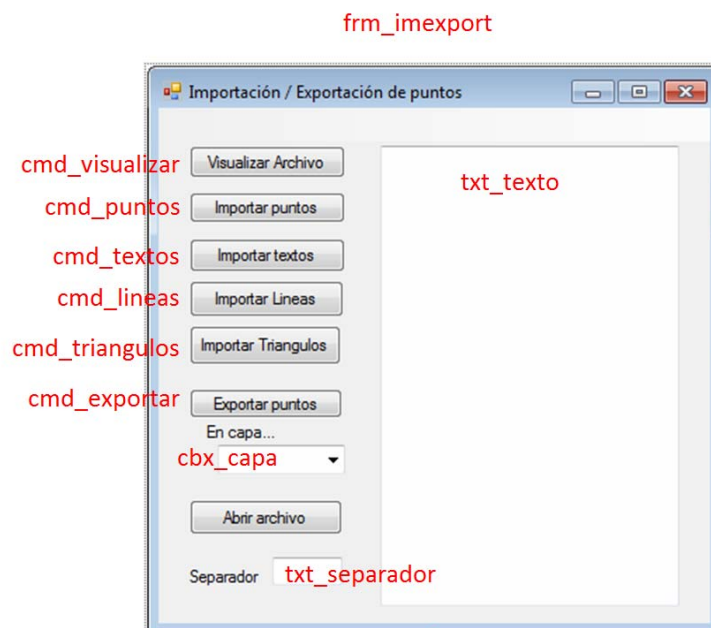 frm_imexport
Importación / Exportación de puntos
cmd_visualizar Visualizar Archivo
txt_texto
cmd_puntos Importar puntos
cmd_textos Importar textos
cmd_lineas Importar Lineas
cmd_triangulos Importar Triangulos
cmd_exportar Exportar puntos
En capa...
cbx_capa
Abrir archivo
Separador txt_separador